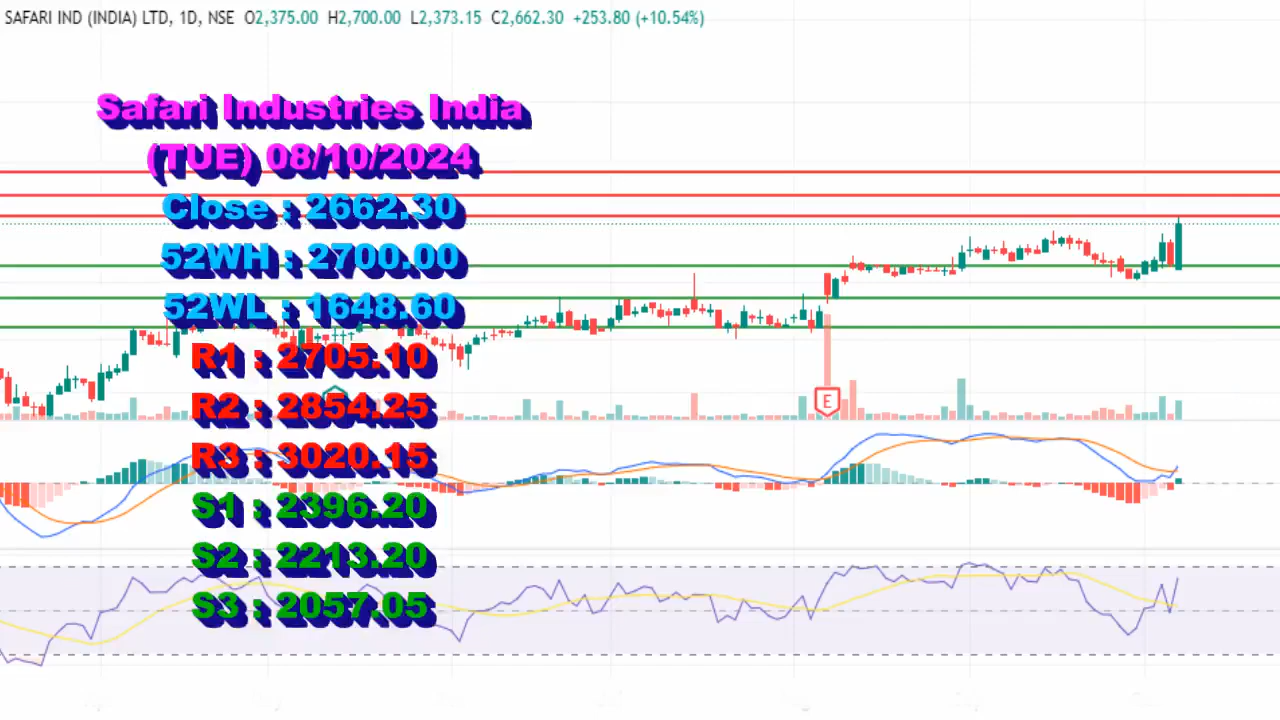 SAFARI IND (INDIA) LTD, 1D, NSE O2,375.00 H2,700.00 L2,373.15 C2,662.30 +253.80 (+10.54%)
Safari Industries India
(TUE) 08/10/2024
Close : 2662.30
52WH : 2700.00
52WL : 1648.60
R1 : 2705.10
R2 : 2854.25
E
R3 : 3020.15
S1 : 2396.20
S2 : 2213.20
S3 : 2057.05